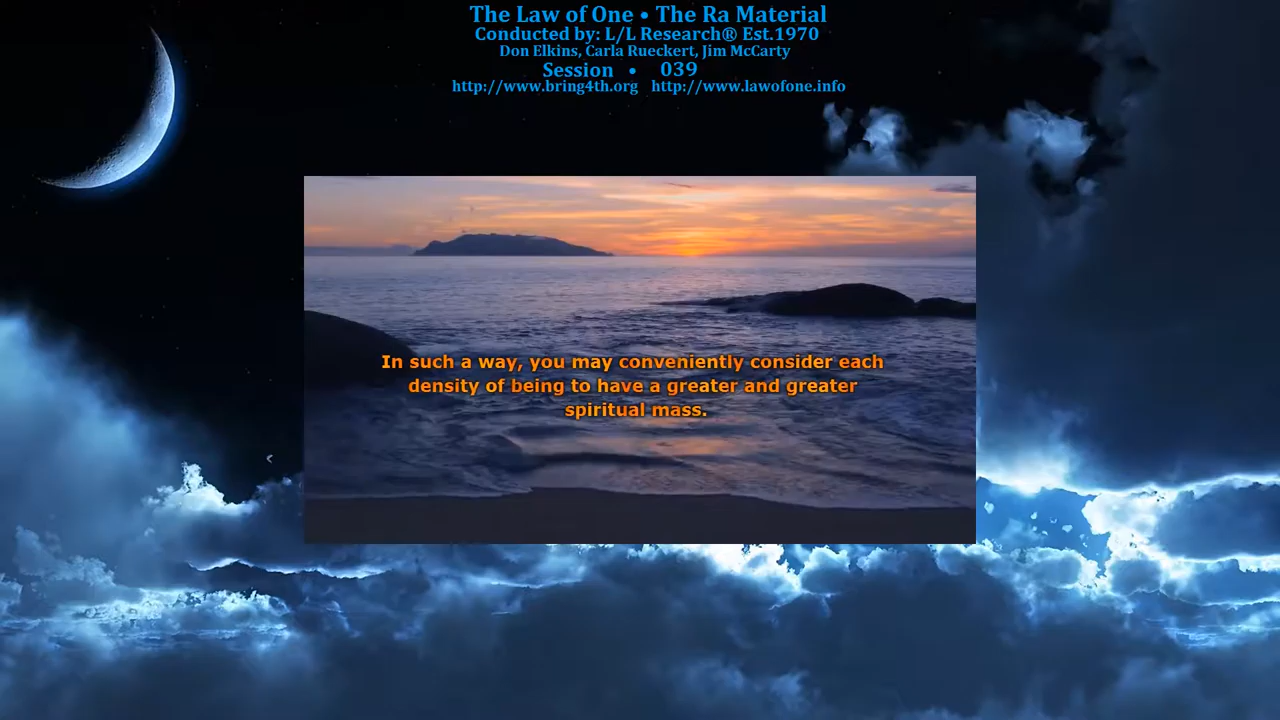 The Law of One • The Ra Material
Conducted by: L/L Research® Est.1970
Don Elkins, Carla Rueckert, Jim McCarty
Session • 039
http://www.bring4th.org http://www.lawofone.info
In such a way, you may conveniently consider each
density of being to have a greater and greater
spiritual mass.